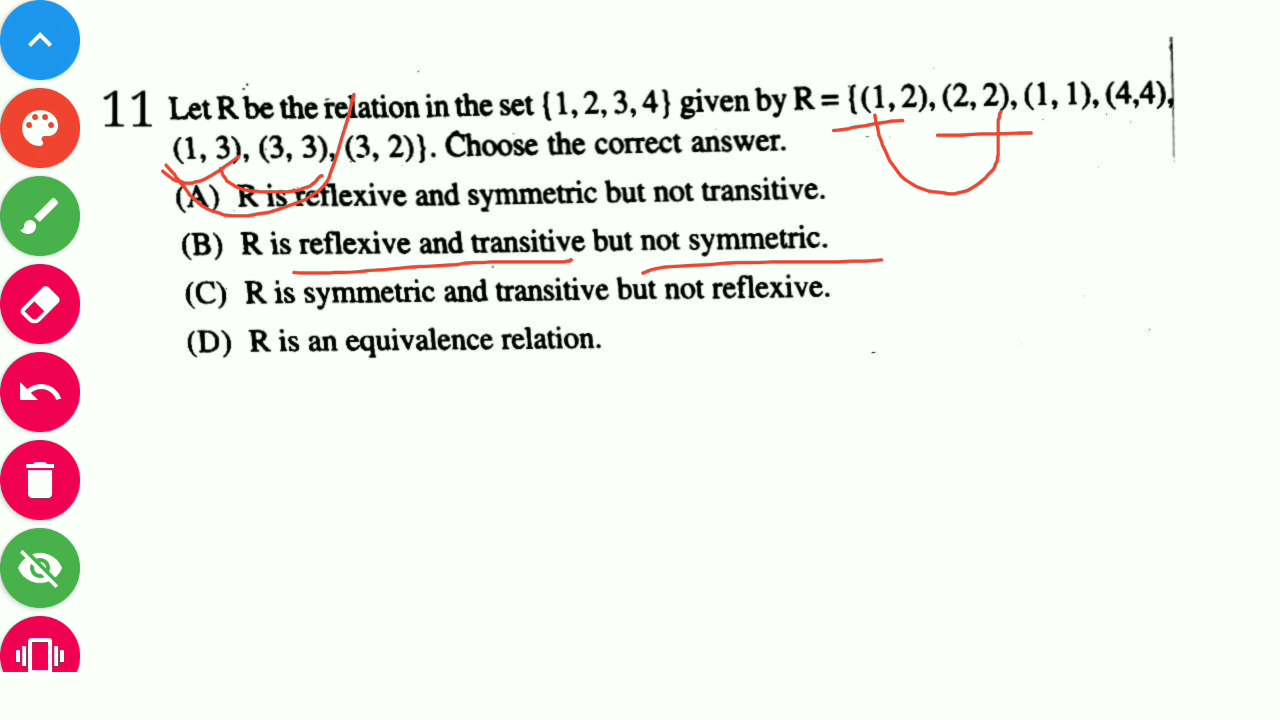 11 Let R be the relation in the set {1, 2, 3, 4} given by R = {(1, 2), (2, 2), (1, 1), (4,4),
(1, 3), (3, 3), (3, 2)}. Choose the correct answer.
(A) R is reflexive and symmetric but not transitive.
(B) R is reflexive and transitive but not symmetric.
(C) R is symmetric and transitive but not reflexive.
(D) R is an equivalence relation.